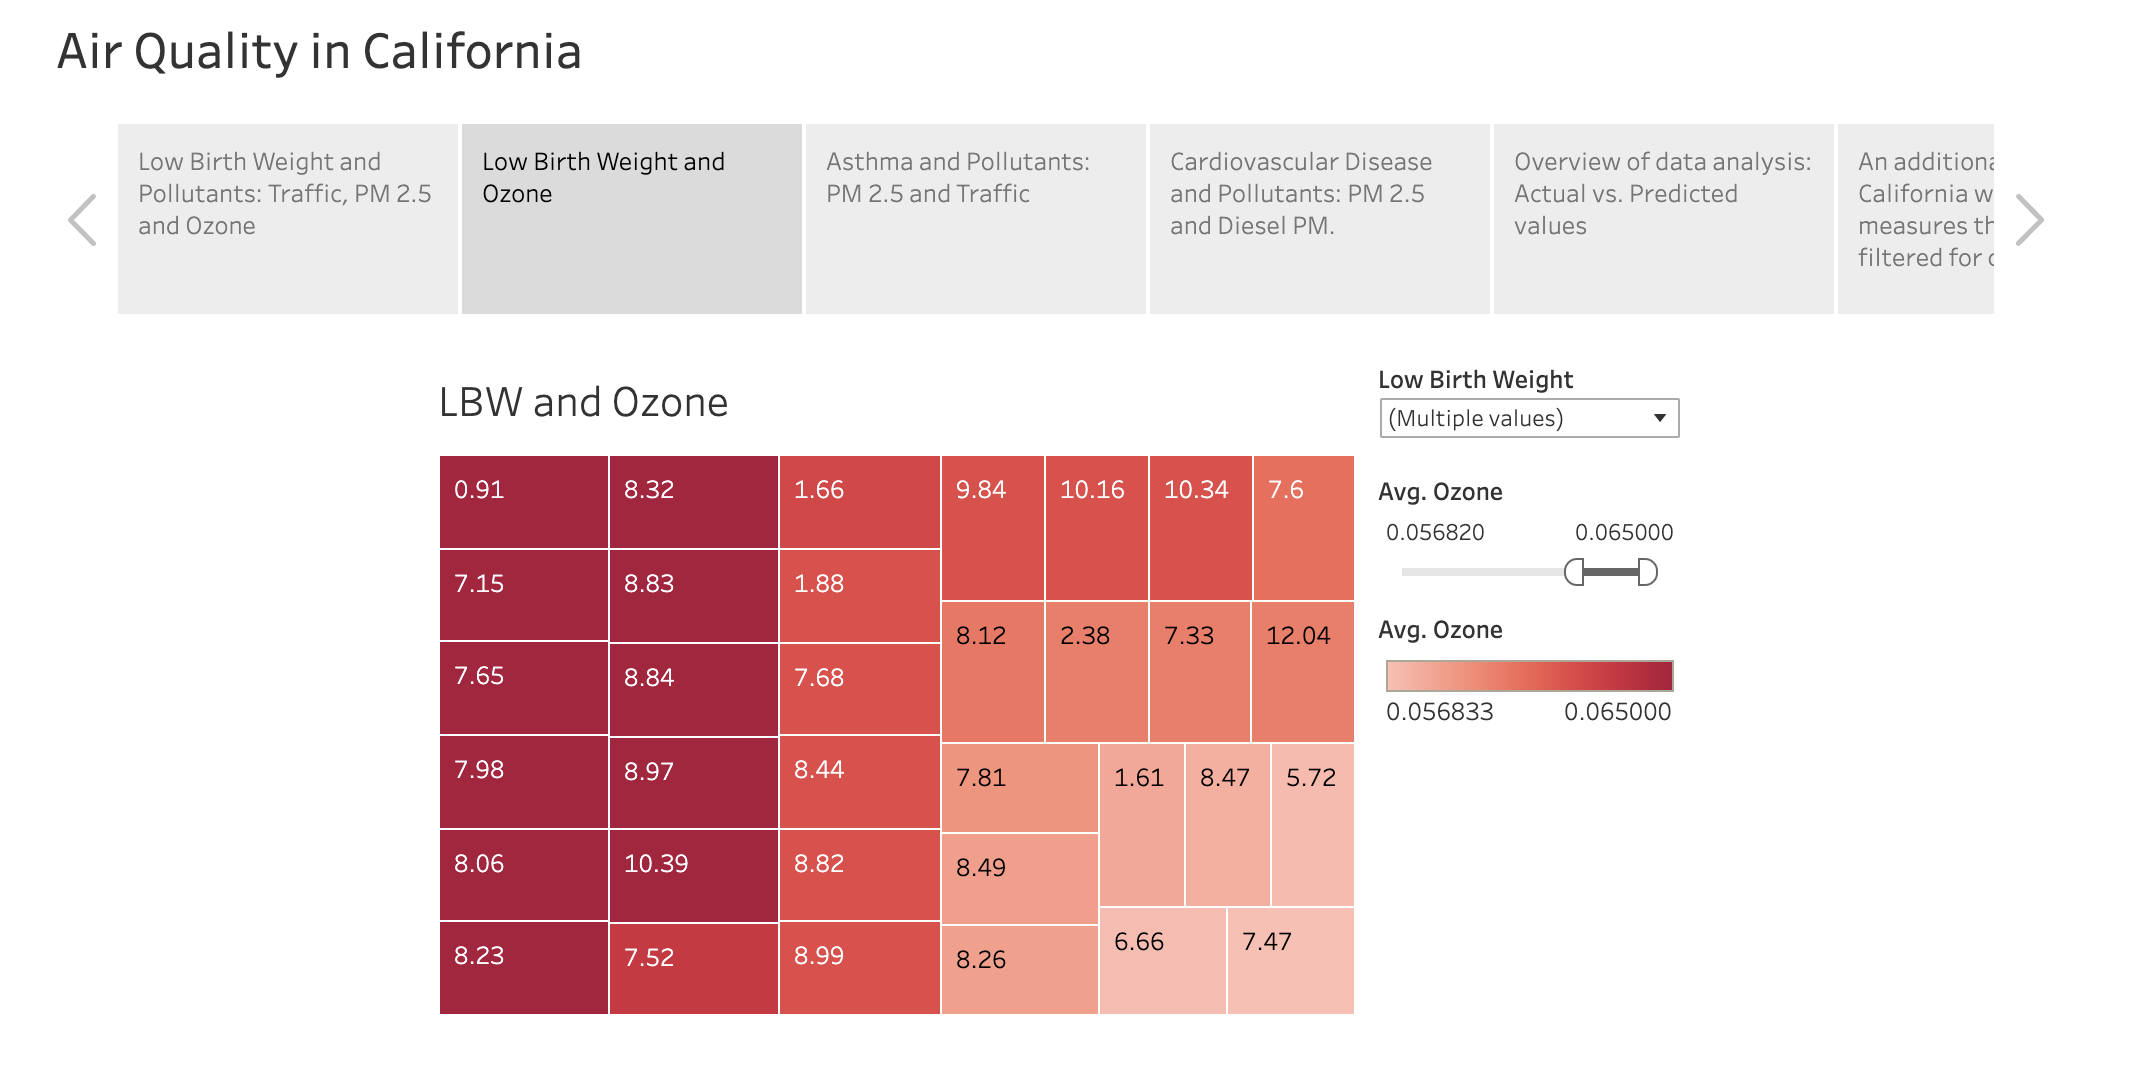 Air Quality in California
Low Birth Weight and
Pollutants: Traffic, PM 2.5
and Ozone
Low Birth Weight and
Ozone
Asthma and Pollutants:
PM 2.5 and Traffic
Cardiovascular Disease
and Pollutants: PM 2.5
and Diesel PM.
Overview of data analysis:
Actual vs. Predicted
values
An
California
measures
filtered for
LBW and Ozone
0.91
7.15
7.65
7.98
8.06
8.23
8.32
8.83
8.84
8.97
10.39
7.52
1.66
1.88
7.68
8.44
8.82
8.99
9.84
10.16
10.34
7.6
8.12
2.38
7.33
12.04
7.81
8.49
8.26
1.61
8.47
5.72
6.66
7.47
Low Birth Weight
(Multiple values)
Avg. Ozone
0.056820 0.065000
Avg. Ozone
0.056833 0.065000